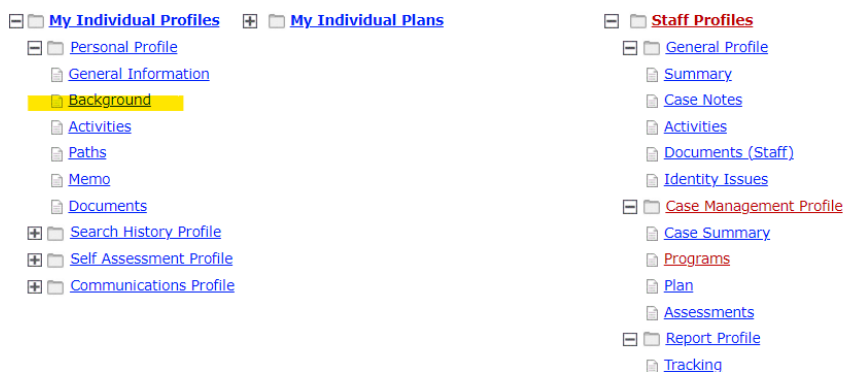 My Individual Profiles
Personal Profile
General Information
Background
Activities
Paths
Memo
Documents
Search History Profile
Self Assessment Profile
Communications Profile
My Individual Plans
Staff Profiles
General Profile
Summary
Case Notes
Activities
Documents (Staff)
Identity Issues
Case Management Profile
Case Summary
Programs
Plan
Assessments
Report Profile
Tracking